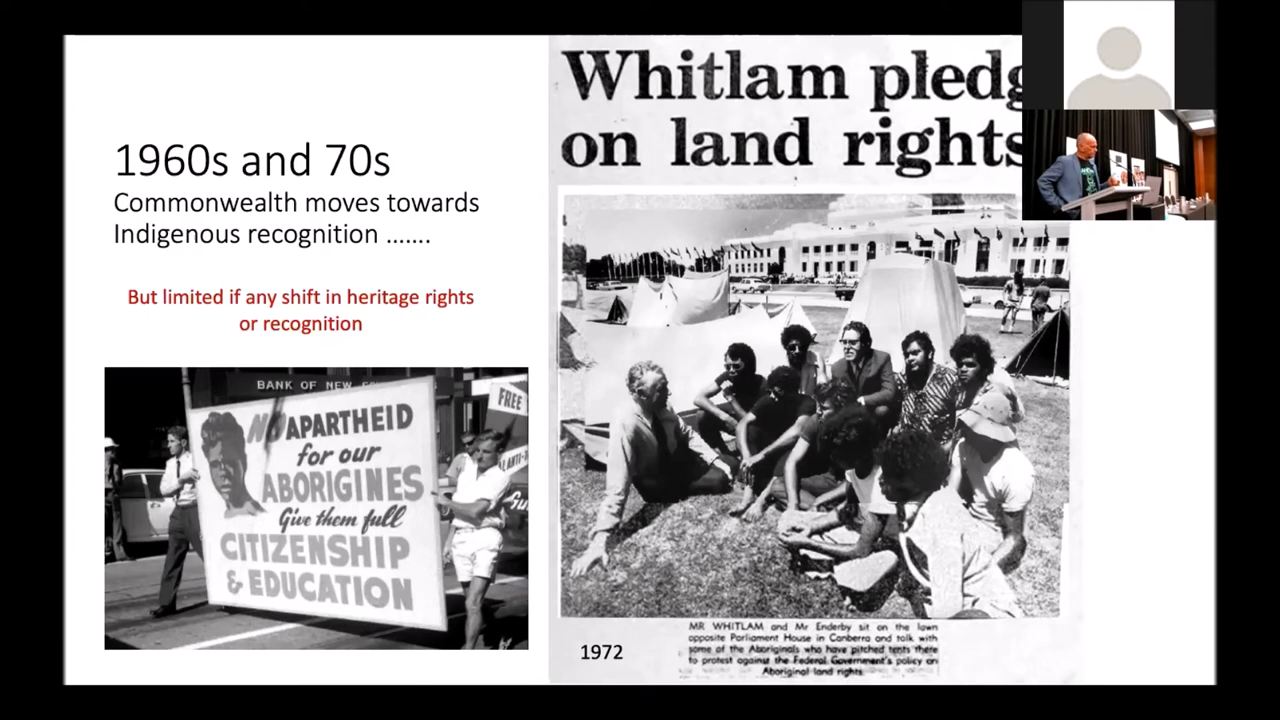 1960s and 70s
Commonwealth moves towards
Indigenous recognition .......
But limited if any shift in heritage rights
or recognition
BANK OF NEW
NO APARTHEID
for our
ABORIGINES
Give them full
CITIZENSHIP
& EDUCATION
FREE
Whitlam pledg
on land rights
1972
MR WHITLAM and Mr Enderby sit on the lawn
opposite Parliament House in Canberra and talk with
some of the Aboriginals who have pitched tents there
to protest against the Federal Government's policy on
Aboriginal land rights.